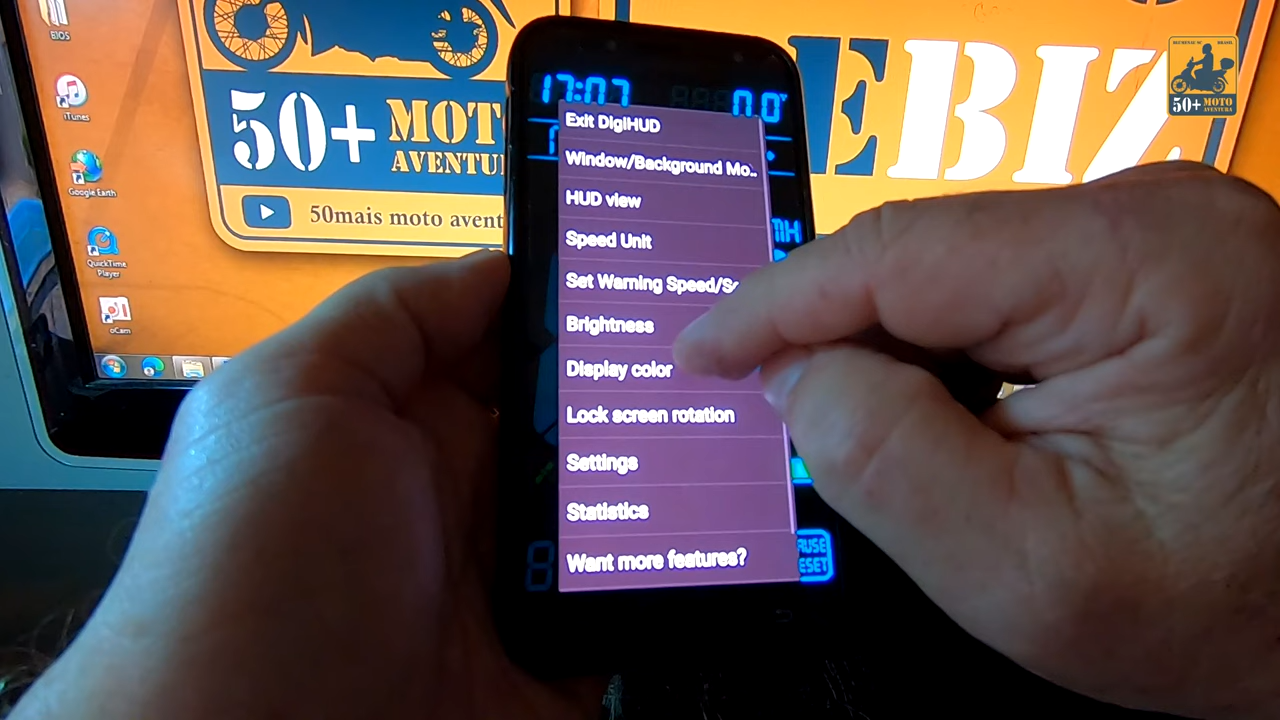 BIOS
iTunes
Google Earth
QuickTime
Player
oCam
50+ MOTO
AVENTU
50mais moto avent
EBIZ
BRASIL
50+ MOTO
AVENTURA
17:07
0.0
Exit DigiHUD
Window/Background Mo..
HUD view
Speed Unit
Set Warning Speed/So
Brightness
Display color
Lock screen rotation
Settings
Statistics
Want more features?